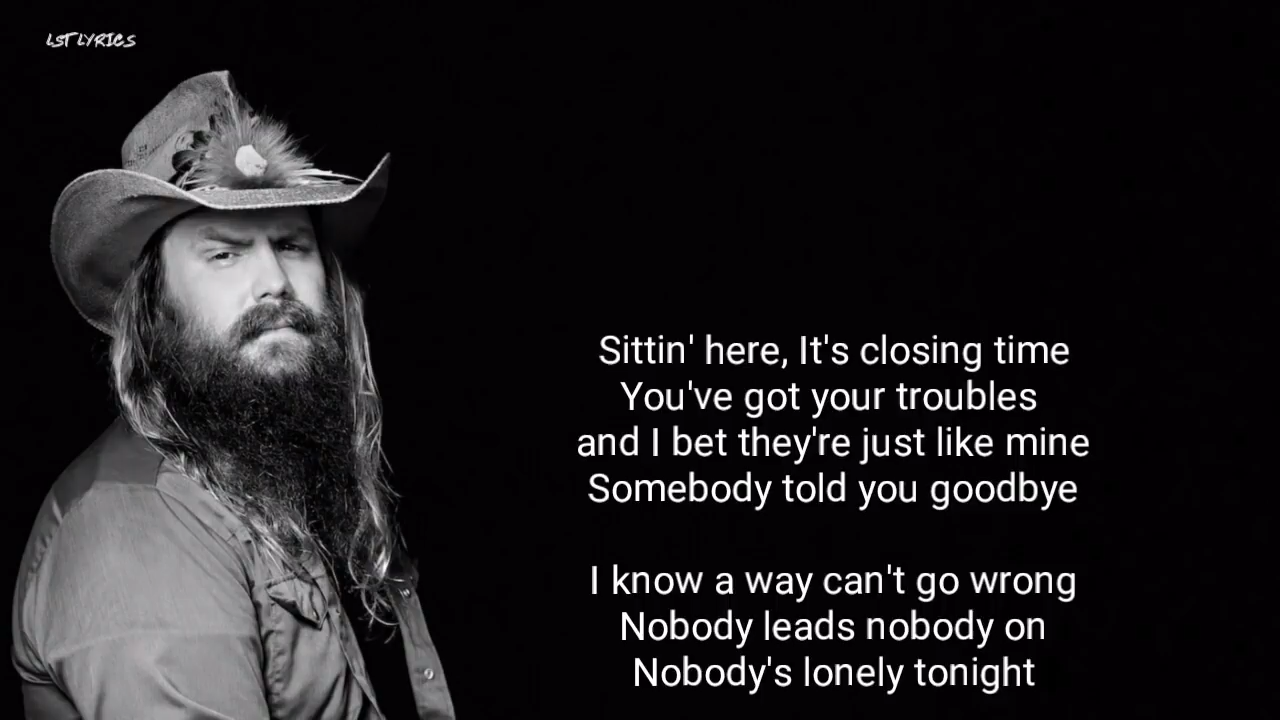 LST LYRICS
Sittin' here, It's closing time
You've got your troubles
and I bet they're just like mine
Somebody told you goodbye
I know a way can't go wrong
Nobody leads nobody on
Nobody's lonely tonight